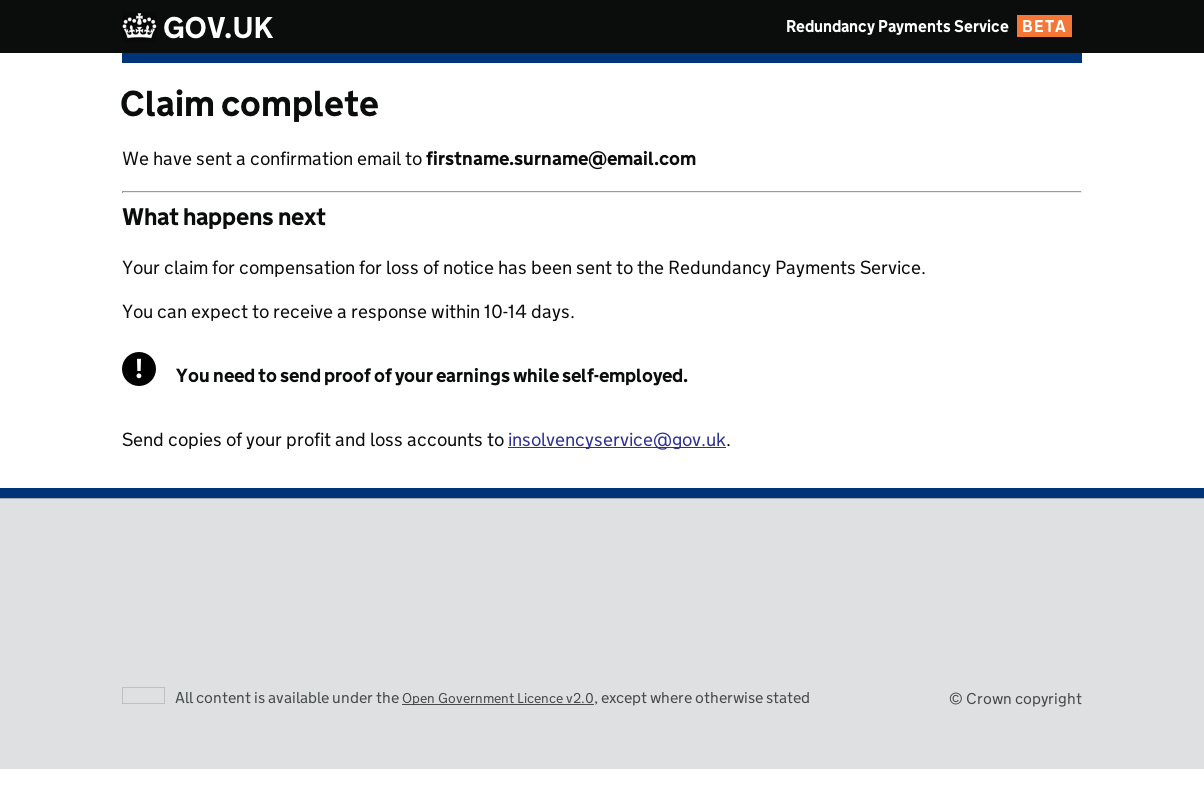 GOV.UK
Redundancy Payments Service BETA
Claim complete
We have sent a confirmation email to firstname.surname@email.com
What happens next
Your claim for compensation for loss of notice has been sent to the Redundancy Payments Service.
You can expect to receive a response within 10-14 days.
! You need to send proof of your earnings while self-employed.
Send copies of your profit and loss accounts to insolvencyservice@gov.uk.
All content is available under the Open Government Licence v2.0, except where otherwise stated
© Crown copyright